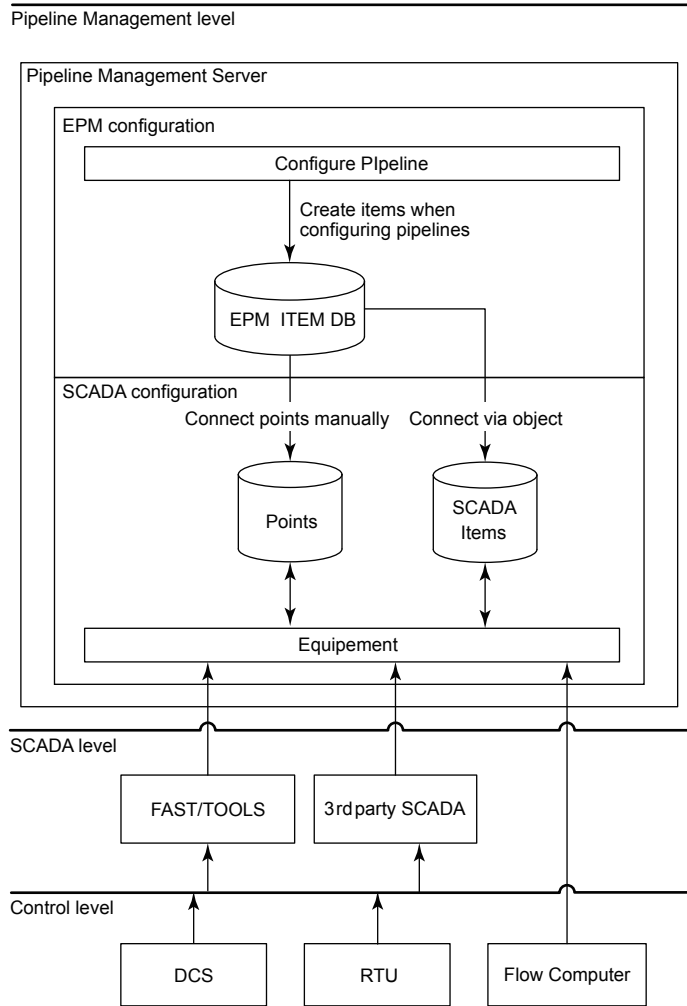 Pipeline Management level
Pipeline Management Server
EPM configuration
Configure PIpeline
Create items when
configuring pipelines
EPM ITEM DB
SCADA configuration
Connect points manually
Connect via object
Points
SCADA
Items
Equipement
SCADA level
FAST/TOOLS
3rd party SCADA
Control level
DCS
RTU
Flow Computer